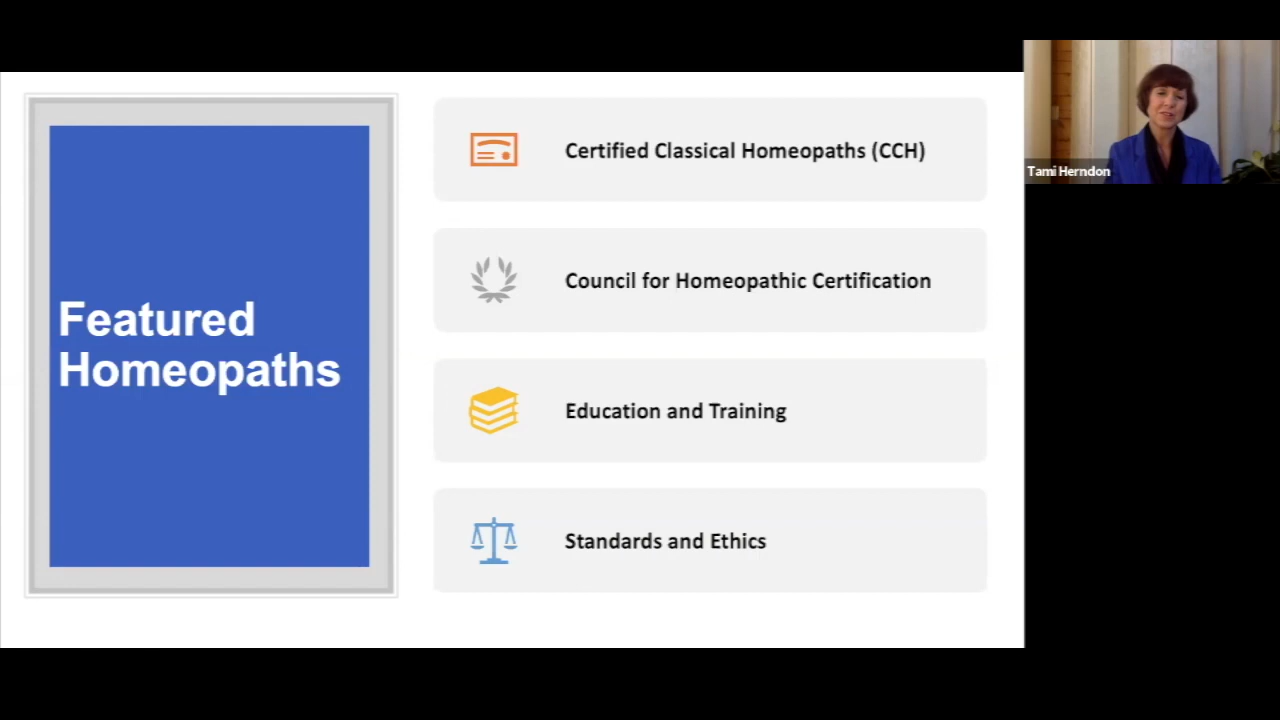 Featured
Homeopaths
Certified Classical Homeopaths (CCH)
Council for Homeopathic Certification
Education and Training
Standards and Ethics
Tami Herndon